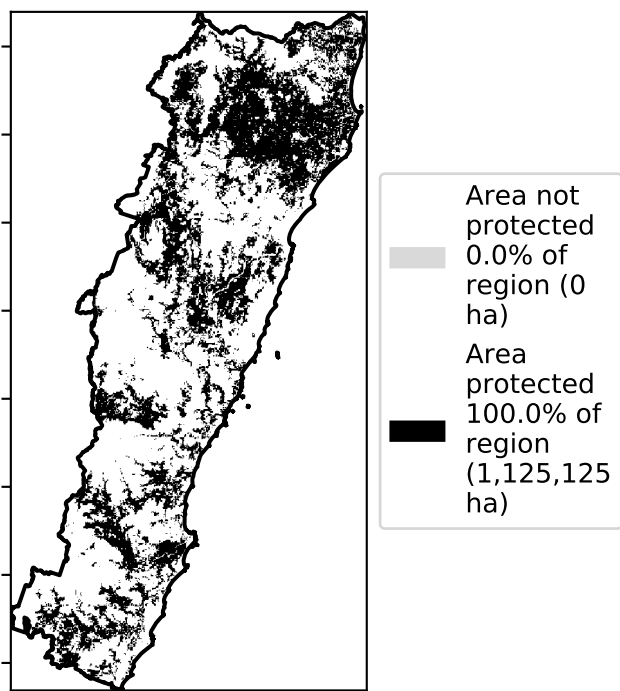 Area not
protected
0.0% of
region (0
ha)
Area
protected
100.0% of
region
(1,125,125
ha)